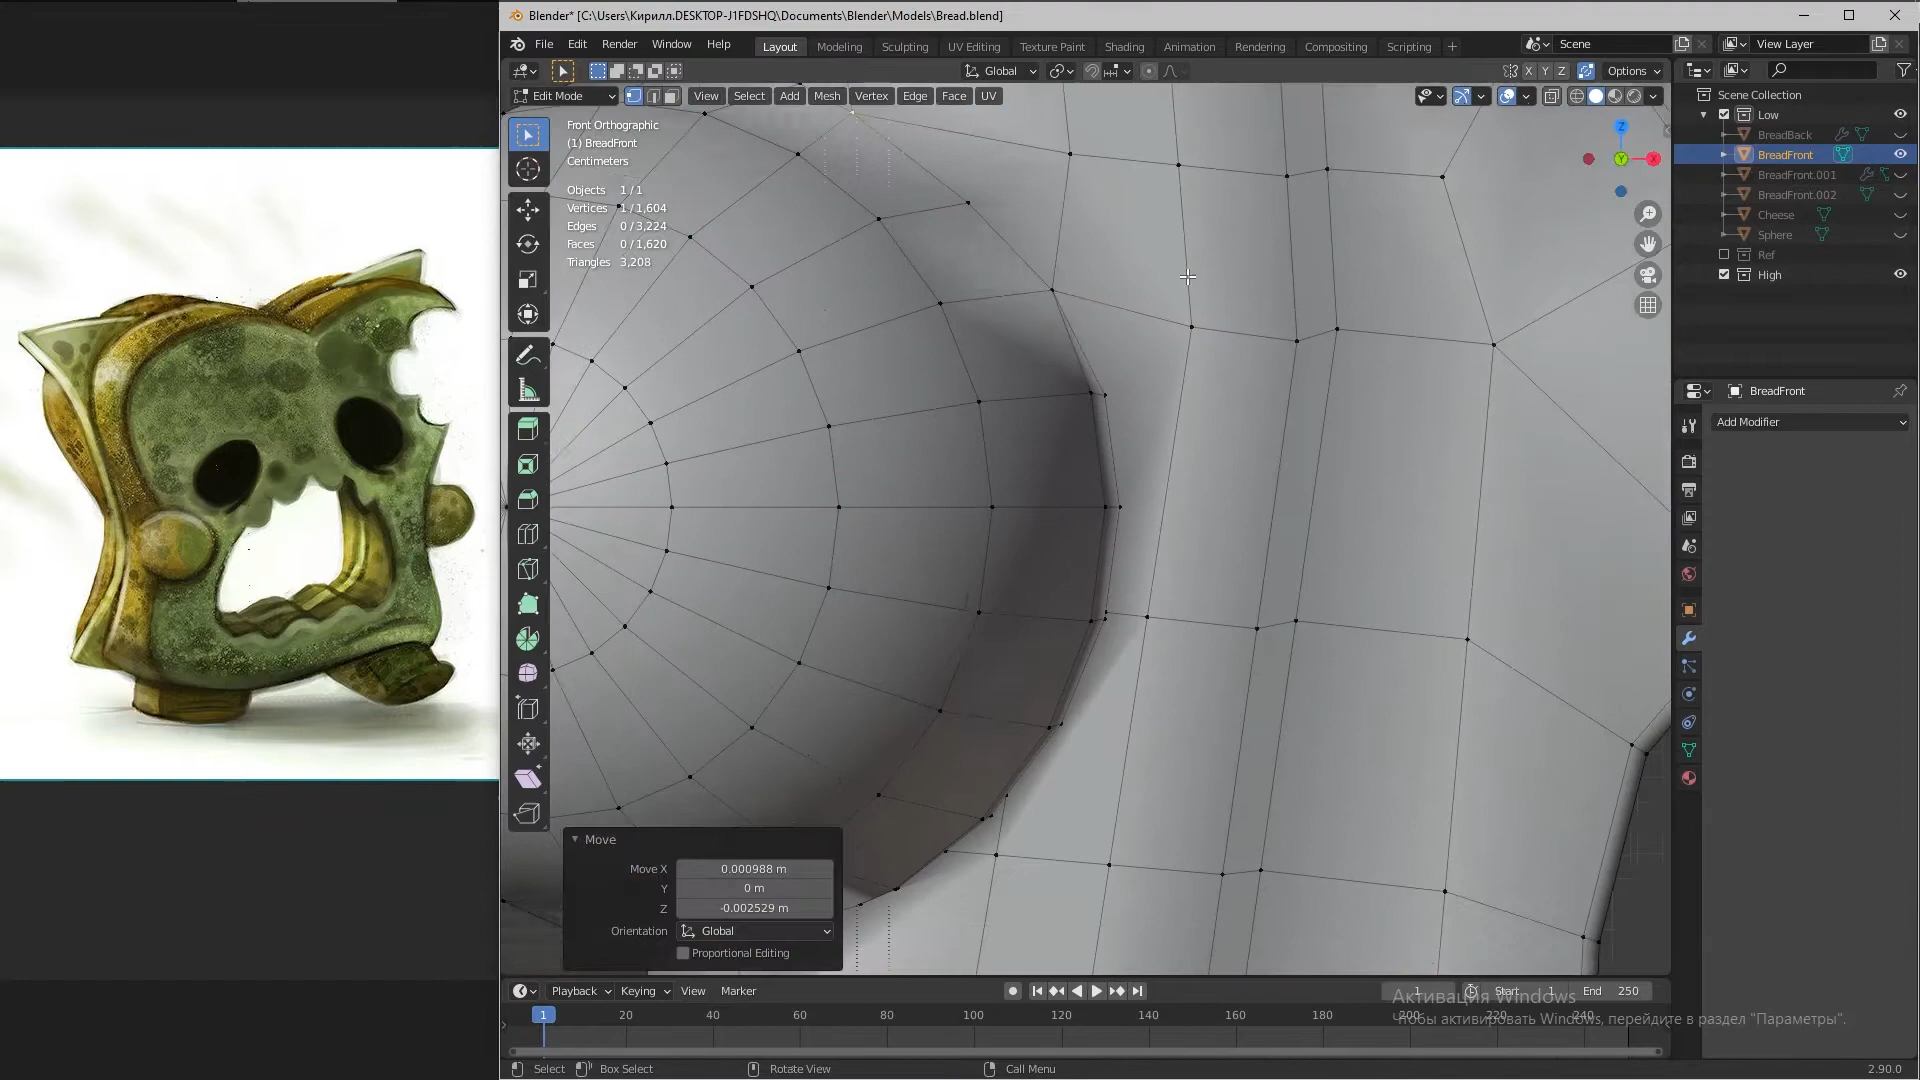 Blender* [C:\Users\Кирилл.DESKTOP-J1FDSHQ\Documents\Blender\Models\Bread.blend]
File Edit Render Window Help Layout Modeling Sculpting UV Editing Texture Paint Shading Animation Rendering Compositing Scripting + Scene View Layer
Global X Y Z Options
Edit Mode View Select Add Mesh Vertex Edge Face UV
Scene Collection
Low
BreadBack
BreadFront
BreadFront.001
BreadFront.002
Cheese
Sphere
Ref
High
Front Orthographic
(1) BreadFront
Centimeters
Objects 1 / 1
Vertices 1 / 1,604
Edges 0 / 3,224
Faces 0 / 1,620
Triangles 3,208
Z
Y
X
BreadFront
Add Modifier
Move
Move X 0.000988 m
Y 0 m
Z -0.002529 m
Orientation Global
Proportional Editing
Playback Keying View Marker 1 Start 1 End 250
1 20 40 60 80 100 120 140 160 180 200 220 240
Активация Windows
Чтобы активировать Windows, перейдите в раздел "Параметры".
Select Box Select Rotate View Call Menu 2.90.0